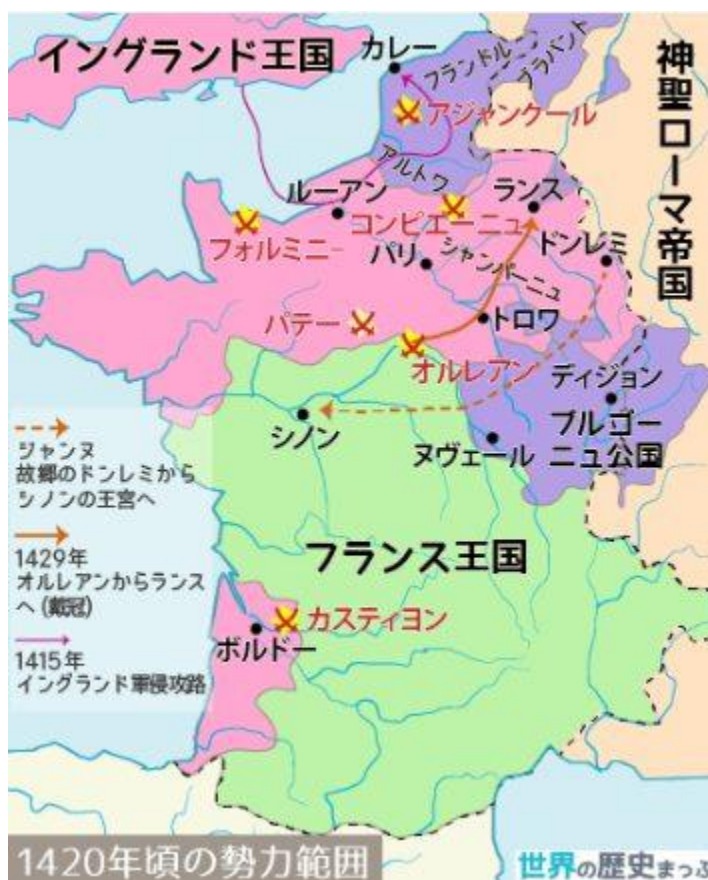 イングランド王国
カレー
フランドル
ブラバント
神聖ローマ帝国
アジャンクール
アルトワ
ルーアン
ランス
コンピエーニュ
フォルミニー
パリ
シャンパーニュ
ドンレミ
パテー
トロワ
オルレアン
ディジョン
シノン
ヌヴェール
ブルゴー
ニュ公国
ジャンヌ
故郷のドンレミから
シノンの王宮へ
1429年
オルレアンからランス
へ(戴冠)
1415年
イングランド軍侵攻路
フランス王国
カスティヨン
ボルドー
1420年頃の勢力範囲
世界の歴史まっぷ